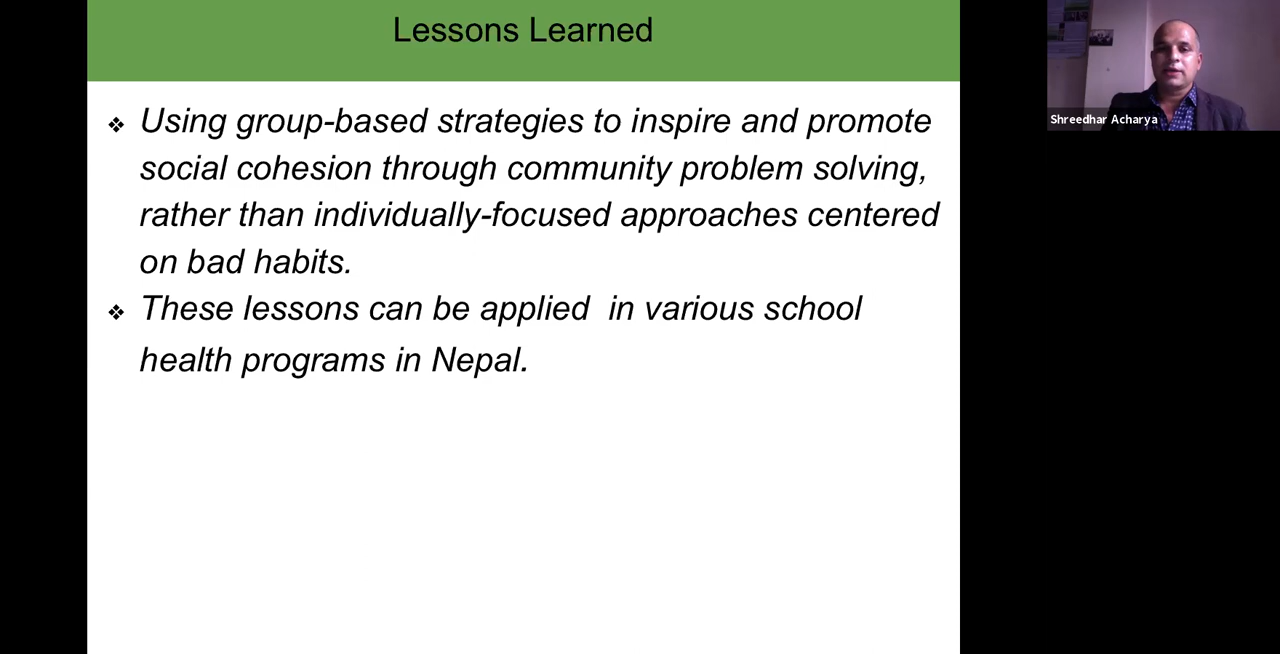 Lessons Learned
❖ Using group-based strategies to inspire and promote
social cohesion through community problem solving,
rather than individually-focused approaches centered
on bad habits.
❖ These lessons can be applied  in various school
health programs in Nepal.
Shreedhar Acharya